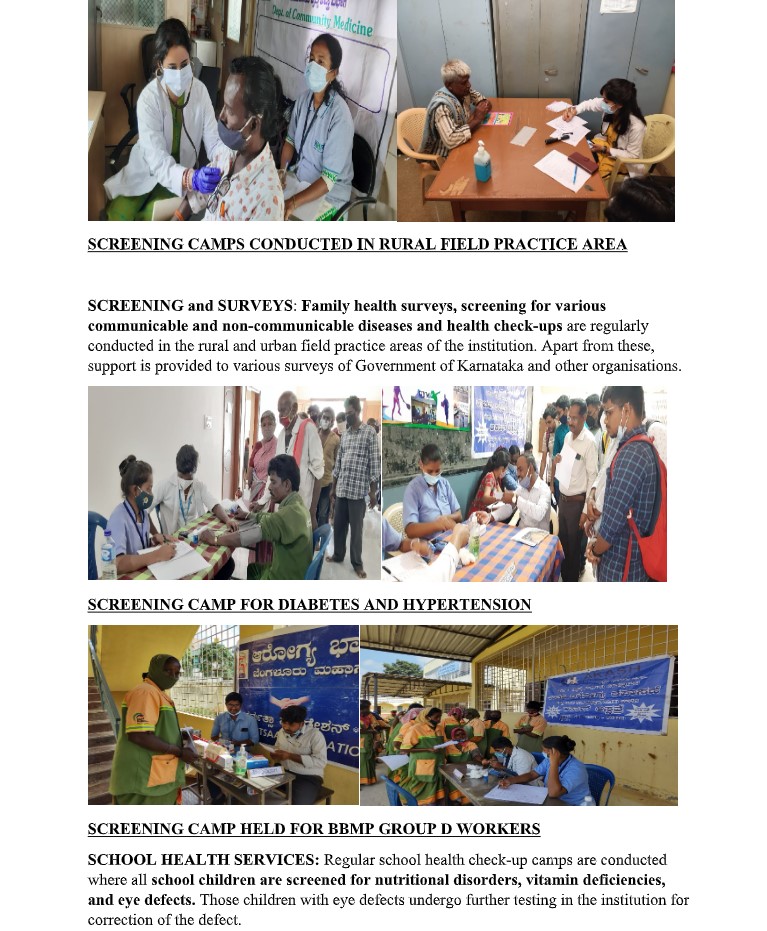 Dept. of Community Medicine
SCREENING CAMPS CONDUCTED IN RURAL FIELD PRACTICE AREA
SCREENING and SURVEYS: Family health surveys, screening for various
communicable and non-communicable diseases and health check-ups are regularly
conducted in the rural and urban field practice areas of the institution. Apart from these,
support is provided to various surveys of Government of Karnataka and other organisations.
SCREENING CAMP FOR DIABETES AND HYPERTENSION
ಆರೋಗ್ಯ
ಬೆಂಗಳೂರು
SCREENING CAMP HELD FOR BBMP GROUP D WORKERS
SCHOOL HEALTH SERVICES: Regular school health check-up camps are conducted
where all school children are screened for nutritional disorders, vitamin deficiencies,
and eye defects. Those children with eye defects undergo further testing in the institution for
correction of the defect.